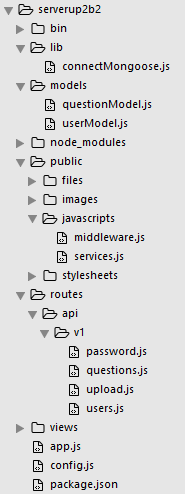 serverup2b2
bin
lib
connectMongoose.js
models
questionModel.js
userModel.js
node_modules
public
files
images
javascripts
middleware.js
services.js
stylesheets
routes
api
v1
password.js
questions.js
upload.js
users.js
views
app.js
config.js
package.json